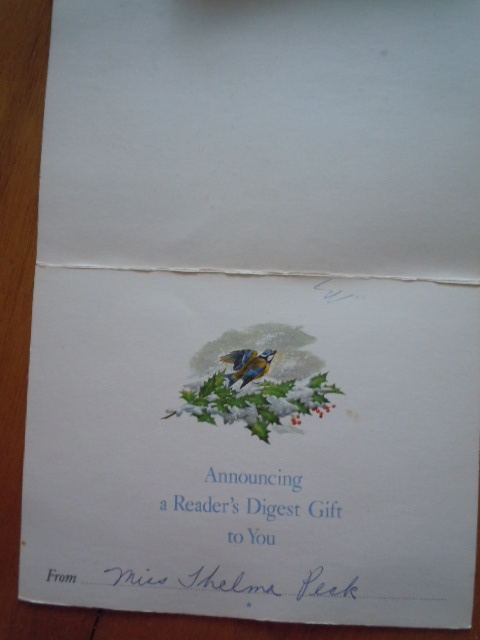 Announcing
a Reader's Digest Gift
to You
From Miss Thelma Peck